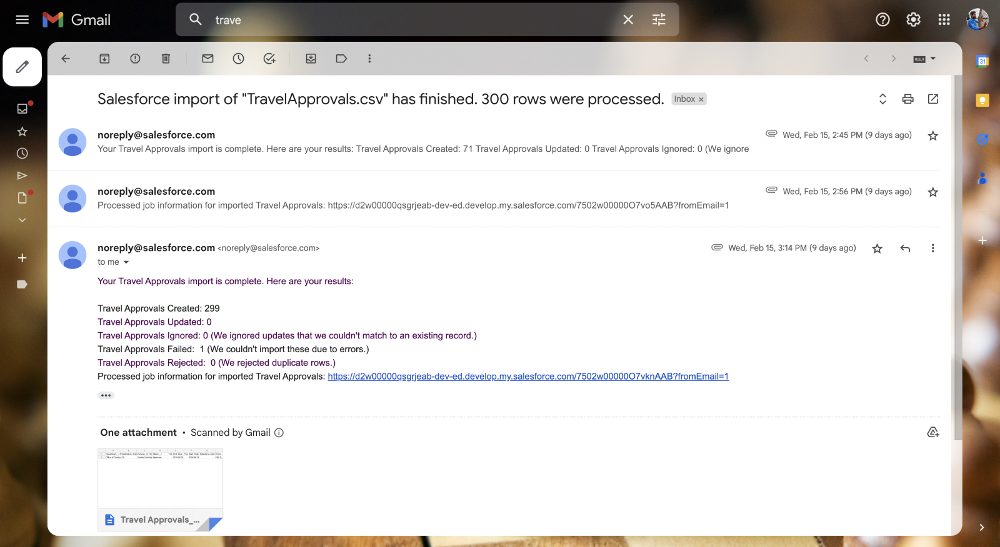 Gmail
trave
31
Salesforce import of "TravelApprovals.csv" has finished. 300 rows were processed.
Inbox ×
noreply@salesforce.com
Wed, Feb 15, 2:45 PM (9 days ago)
Your Travel Approvals import is complete. Here are your results: Travel Approvals Created: 71 Travel Approvals Updated: 0 Travel Approvals Ignored: 0 (We ignore
noreply@salesforce.com
Wed, Feb 15, 2:56 PM (9 days ago)
Processed job information for imported Travel Approvals: https://d2w00000qsgrjeab-dev-ed.develop.my.salesforce.com/7502w00000O7vo5AAB?fromEmail=1
noreply@salesforce.com <noreply@salesforce.com>
Wed, Feb 15, 3:14 PM (9 days ago)
to me
Your Travel Approvals import is complete. Here are your results:
Travel Approvals Created: 299
Travel Approvals Updated: 0
Travel Approvals Ignored: 0 (We ignored updates that we couldn't match to an existing record.)
Travel Approvals Failed:  1 (We couldn't import these due to errors.)
Travel Approvals Rejected:  0 (We rejected duplicate rows.)
Processed job information for imported Travel Approvals: https://d2w00000qsgrjeab-dev-ed.develop.my.salesforce.com/7502w00000O7vknAAB?fromEmail=1
One attachment • Scanned by Gmail
Travel Approvals_...